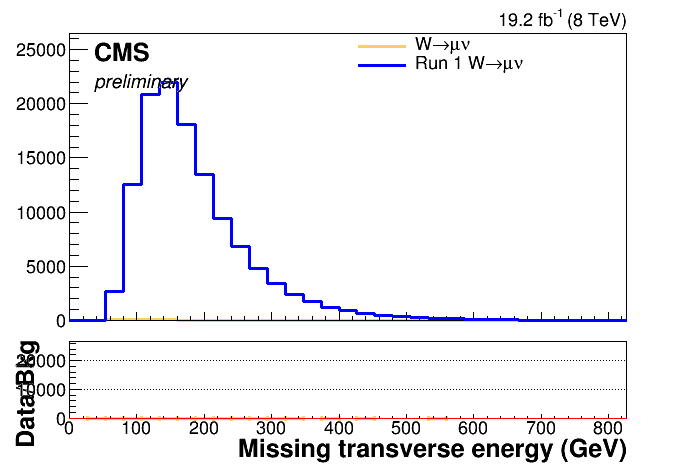 19.2 fb⁻¹ (8 TeV)
CMS
preliminary
W→μν
Run 1 W→μν
25000
20000
15000
10000
5000
0
Data/Bkg
20000
10000
0
0 100 200 300 400 500 600 700 800
Missing transverse energy (GeV)